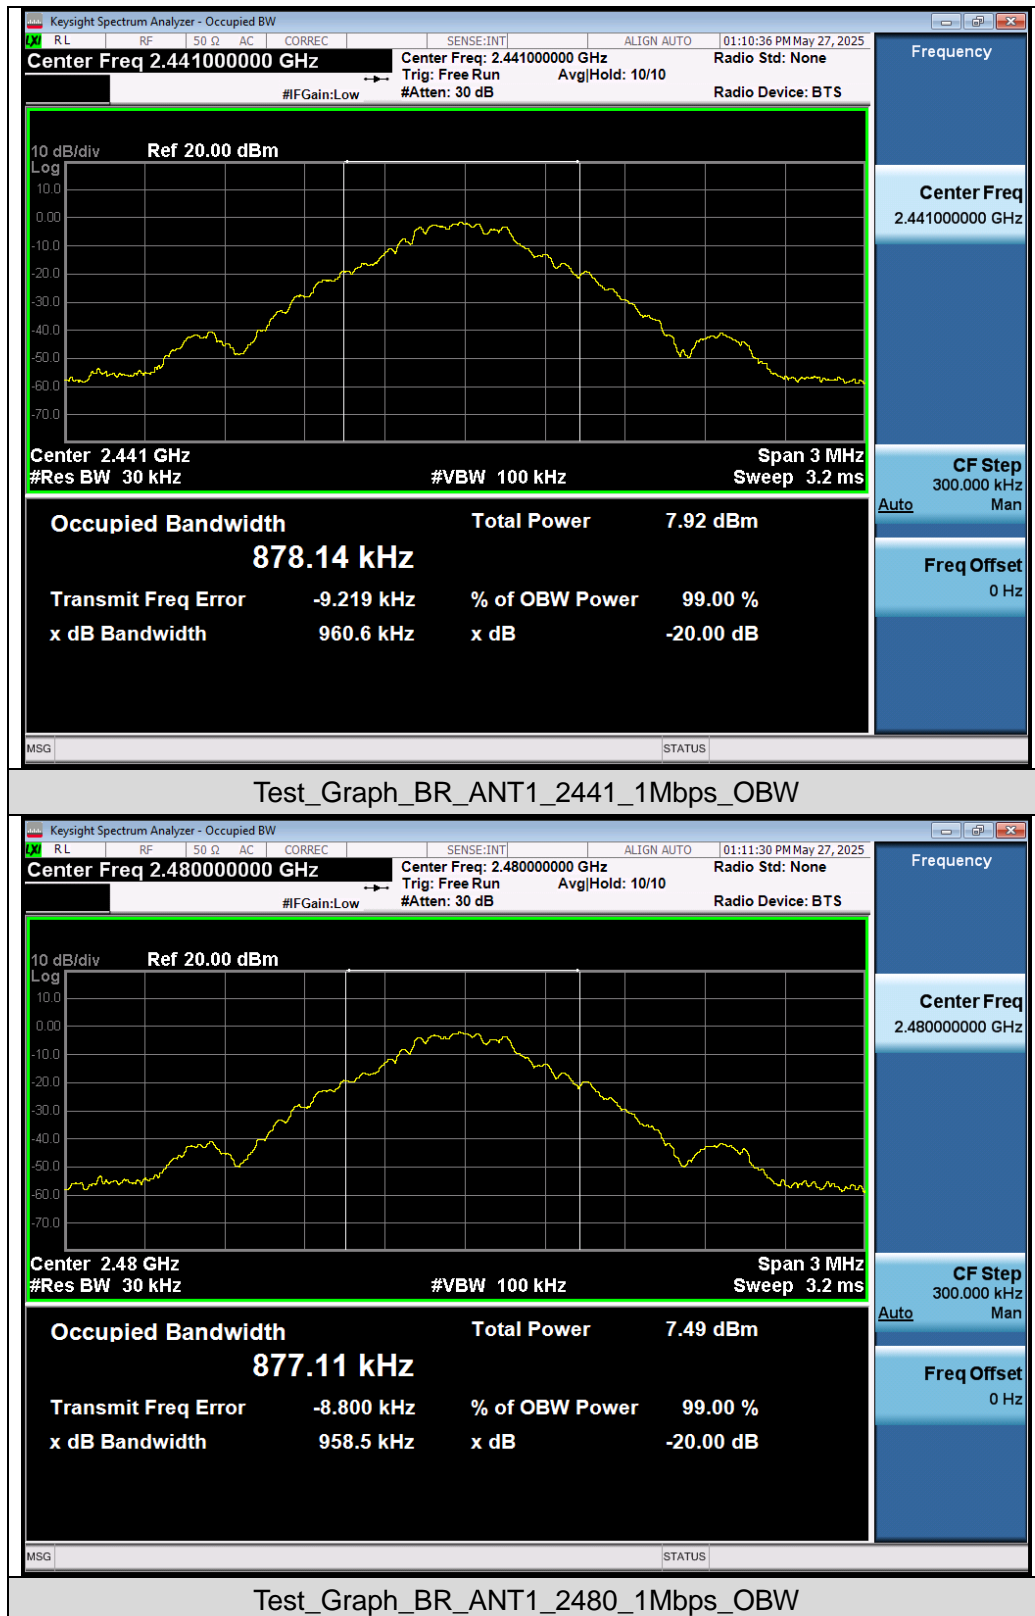 Keysight Spectrum Analyzer - Occupied BW
LXI RL RF 50 Ω AC CORREC SENSE:INT ALIGN AUTO 01:10:36 PM May 27, 2025
Center Freq 2.441000000 GHz
Center Freq: 2.441000000 GHz
Radio Std: None
Trig: Free Run Avg|Hold: 10/10
#IFGain:Low
#Atten: 30 dB
Radio Device: BTS
Frequency
10 dB/div Ref 20.00 dBm
Log
10.0
0.00
-10.0
-20.0
-30.0
-40.0
-50.0
-60.0
-70.0
Center Freq
2.441000000 GHz
Center 2.441 GHz Span 3 MHz
#Res BW 30 kHz #VBW 100 kHz Sweep 3.2 ms
CF Step
300.000 kHz
Auto Man
Occupied Bandwidth Total Power 7.92 dBm
878.14 kHz
Transmit Freq Error -9.219 kHz % of OBW Power 99.00 %
x dB Bandwidth 960.6 kHz x dB -20.00 dB
Freq Offset
0 Hz
MSG STATUS
Test_Graph_BR_ANT1_2441_1Mbps_OBW
Keysight Spectrum Analyzer - Occupied BW
LXI RL RF 50 Ω AC CORREC SENSE:INT ALIGN AUTO 01:11:30 PM May 27, 2025
Center Freq 2.480000000 GHz
Center Freq: 2.480000000 GHz
Radio Std: None
Trig: Free Run Avg|Hold: 10/10
#IFGain:Low
#Atten: 30 dB
Radio Device: BTS
Frequency
10 dB/div Ref 20.00 dBm
Log
10.0
0.00
-10.0
-20.0
-30.0
-40.0
-50.0
-60.0
-70.0
Center Freq
2.480000000 GHz
Center 2.48 GHz Span 3 MHz
#Res BW 30 kHz #VBW 100 kHz Sweep 3.2 ms
CF Step
300.000 kHz
Auto Man
Occupied Bandwidth Total Power 7.49 dBm
877.11 kHz
Transmit Freq Error -8.800 kHz % of OBW Power 99.00 %
x dB Bandwidth 958.5 kHz x dB -20.00 dB
Freq Offset
0 Hz
MSG STATUS
Test_Graph_BR_ANT1_2480_1Mbps_OBW